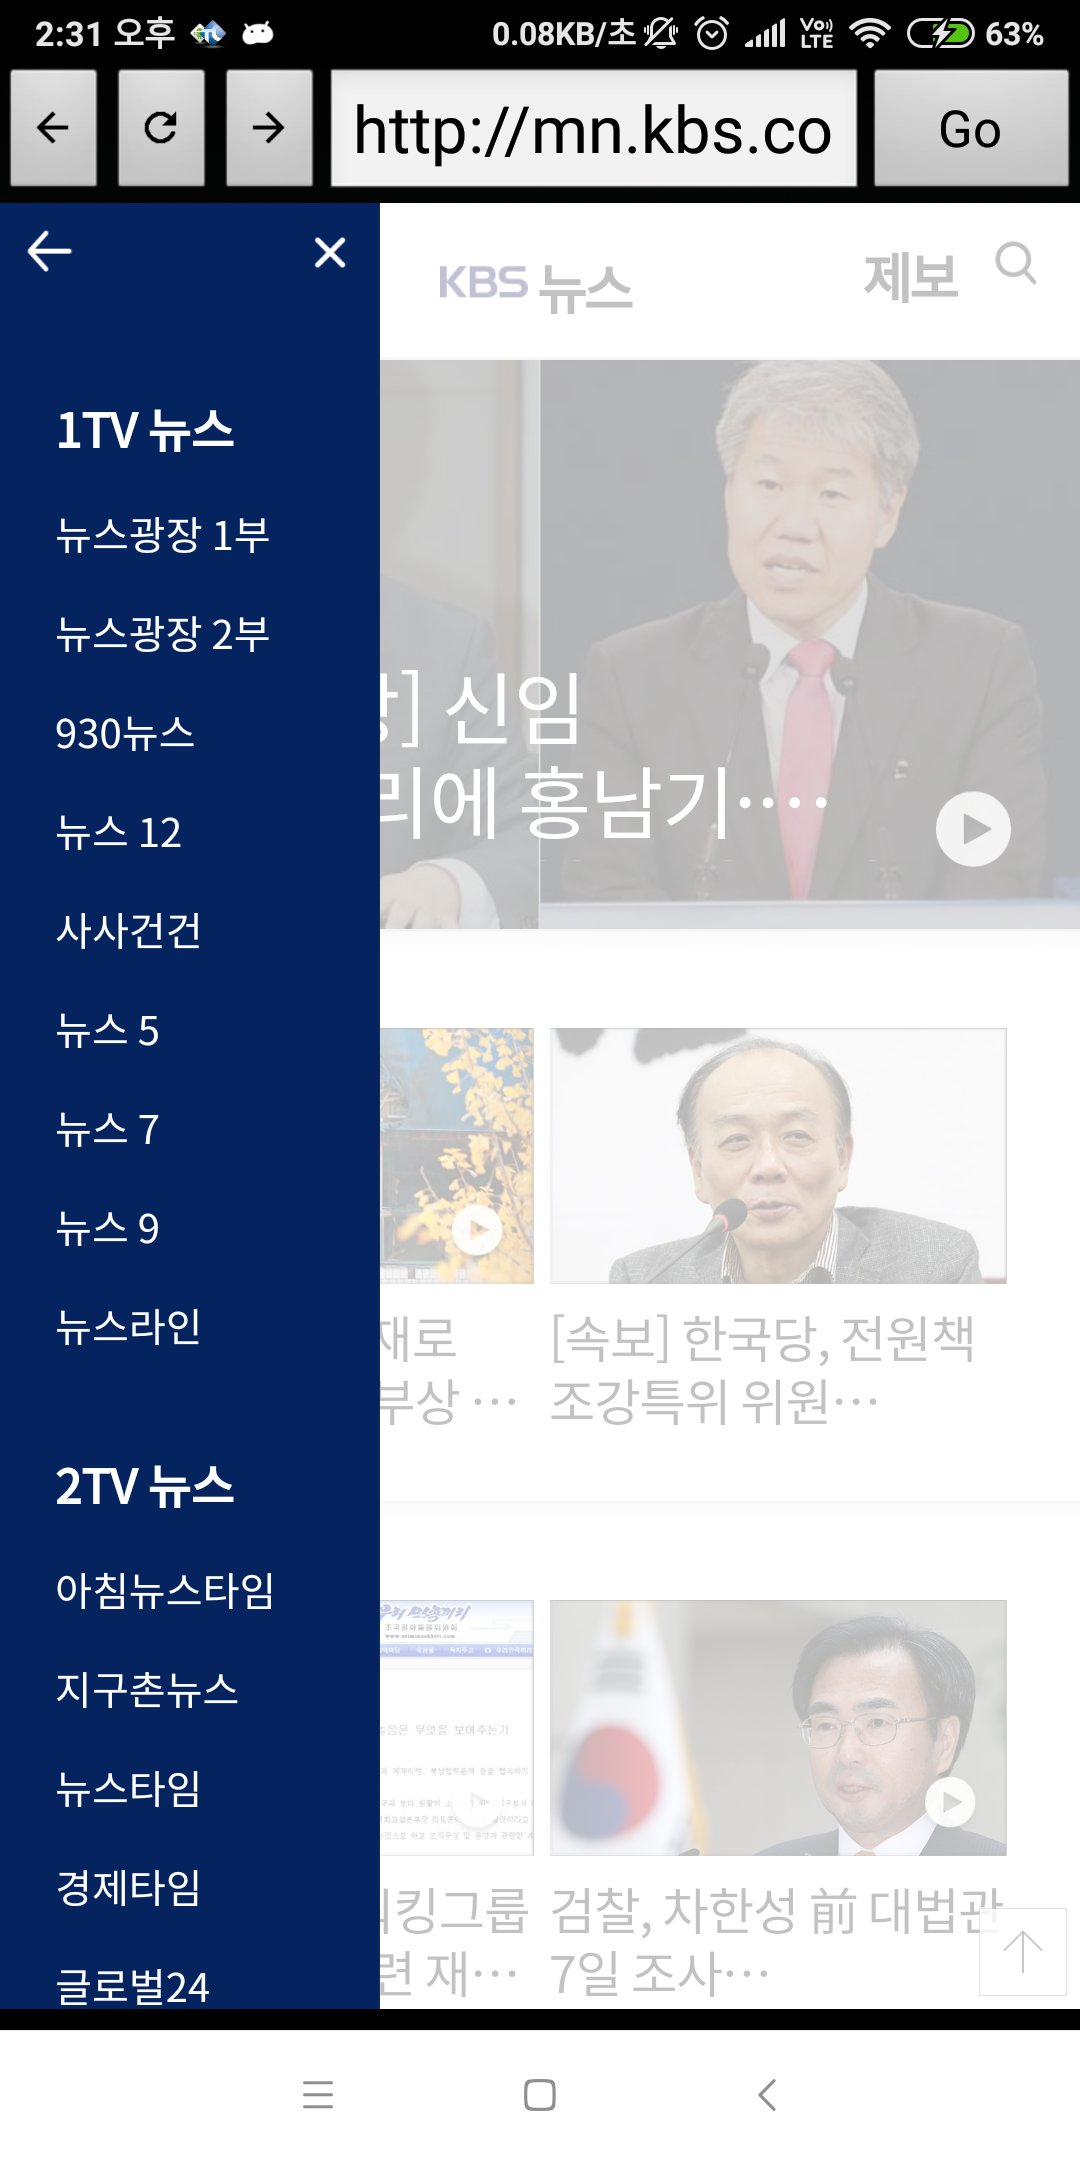 2:31 오후
0.08KB/초
VoLTE
63%
http://mn.kbs.co
Go
KBS 뉴스
제보
1TV 뉴스
뉴스광장 1부
뉴스광장 2부
930뉴스
뉴스 12
사사건건
뉴스 5
뉴스 7
뉴스 9
뉴스라인
2TV 뉴스
아침뉴스타임
지구촌뉴스
뉴스타임
경제타임
글로벌24
] 신임
리에 홍남기····
재로
부상 ···
[속보] 한국당, 전원책
조강특위 위원···
킹그룹
련 재···
검찰, 차한성 前 대법관
7일 조사···